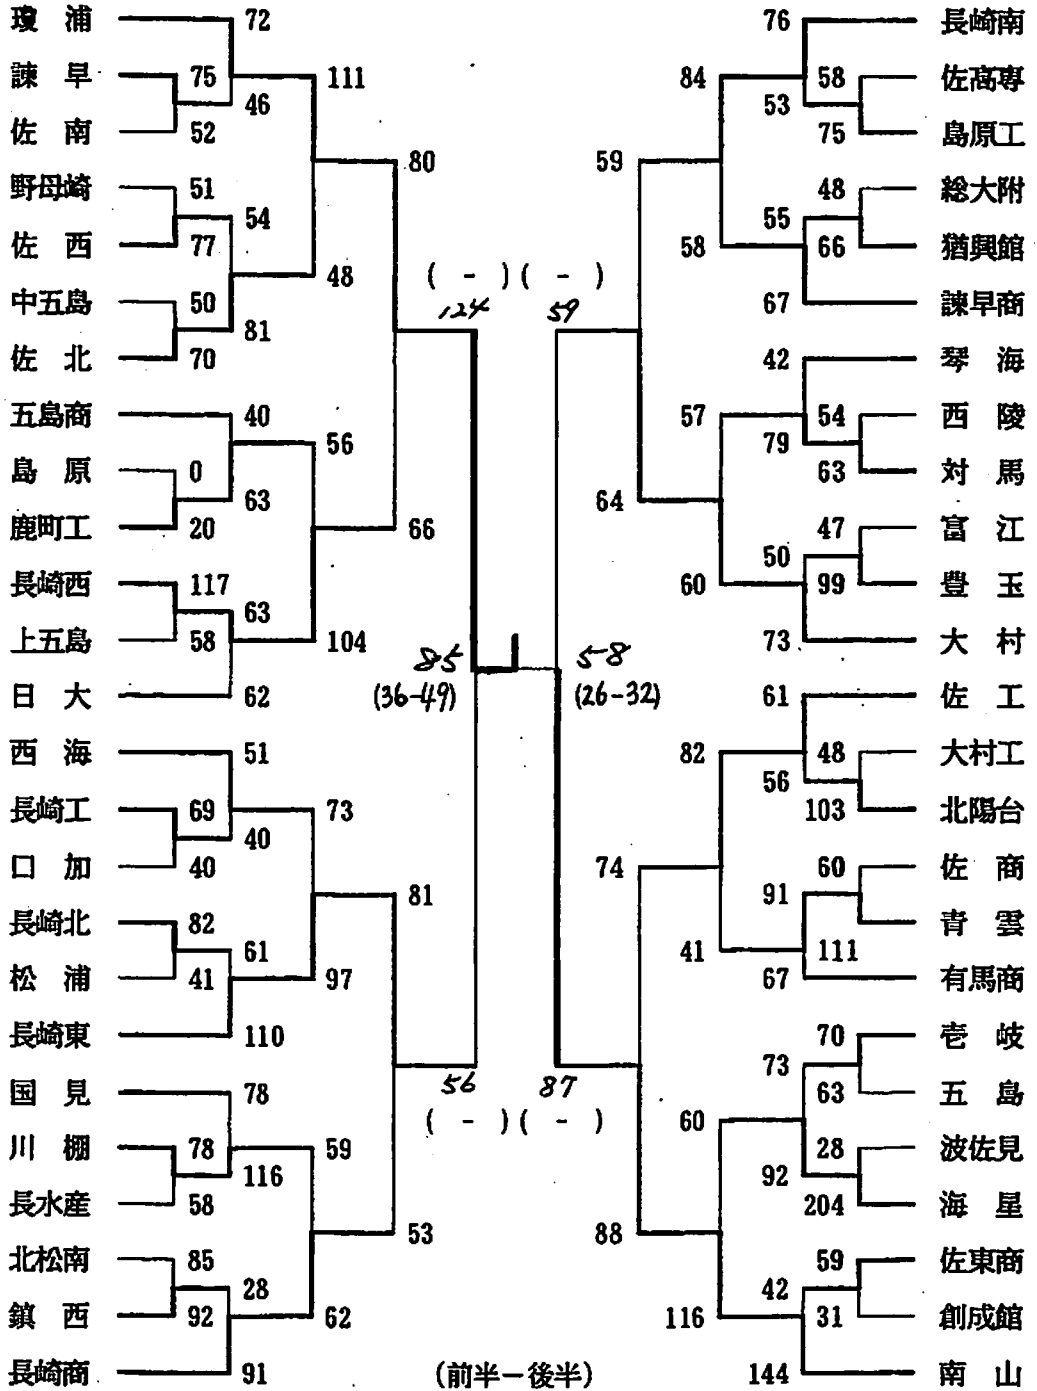 瓊浦 72 76 長崎南
諫早 75 111 84 58 佐高専
46 53
佐南 52 75 島原工
80 59
野母崎 51 48 総大附
54 55
佐西 77 58 66 猶興館
48 ( - )( - )
中五島 50 124 59 67 諫早商
81
佐北 70 42 琴海
五島商 40 57 54 西陵
56 79
島原 0 63 対馬
63 64
鹿町工 20 66 47 富江
50
長崎西 117 60 99 豊玉
63
上五島 58 104 85 58 73 大村
日大 62 (36-49) (26-32) 61 佐工
西海 51 82 48 大村工
56
長崎工 69 73 103 北陽台
40
口加 40 74 60 佐商
81 91
長崎北 82 青雲
61 41 111
松浦 41 97 67 有馬商
長崎東 110 70 壱岐
73
国見 78 56 87 63 五島
( - )( - ) 60
川棚 78 59 28 波佐見
116 92
長水産 58 204 海星
53 88
北松南 85 59 佐東商
28 42
鎮西 92 62 116 31 創成館
長崎商 91 (前半－後半) 144 南山